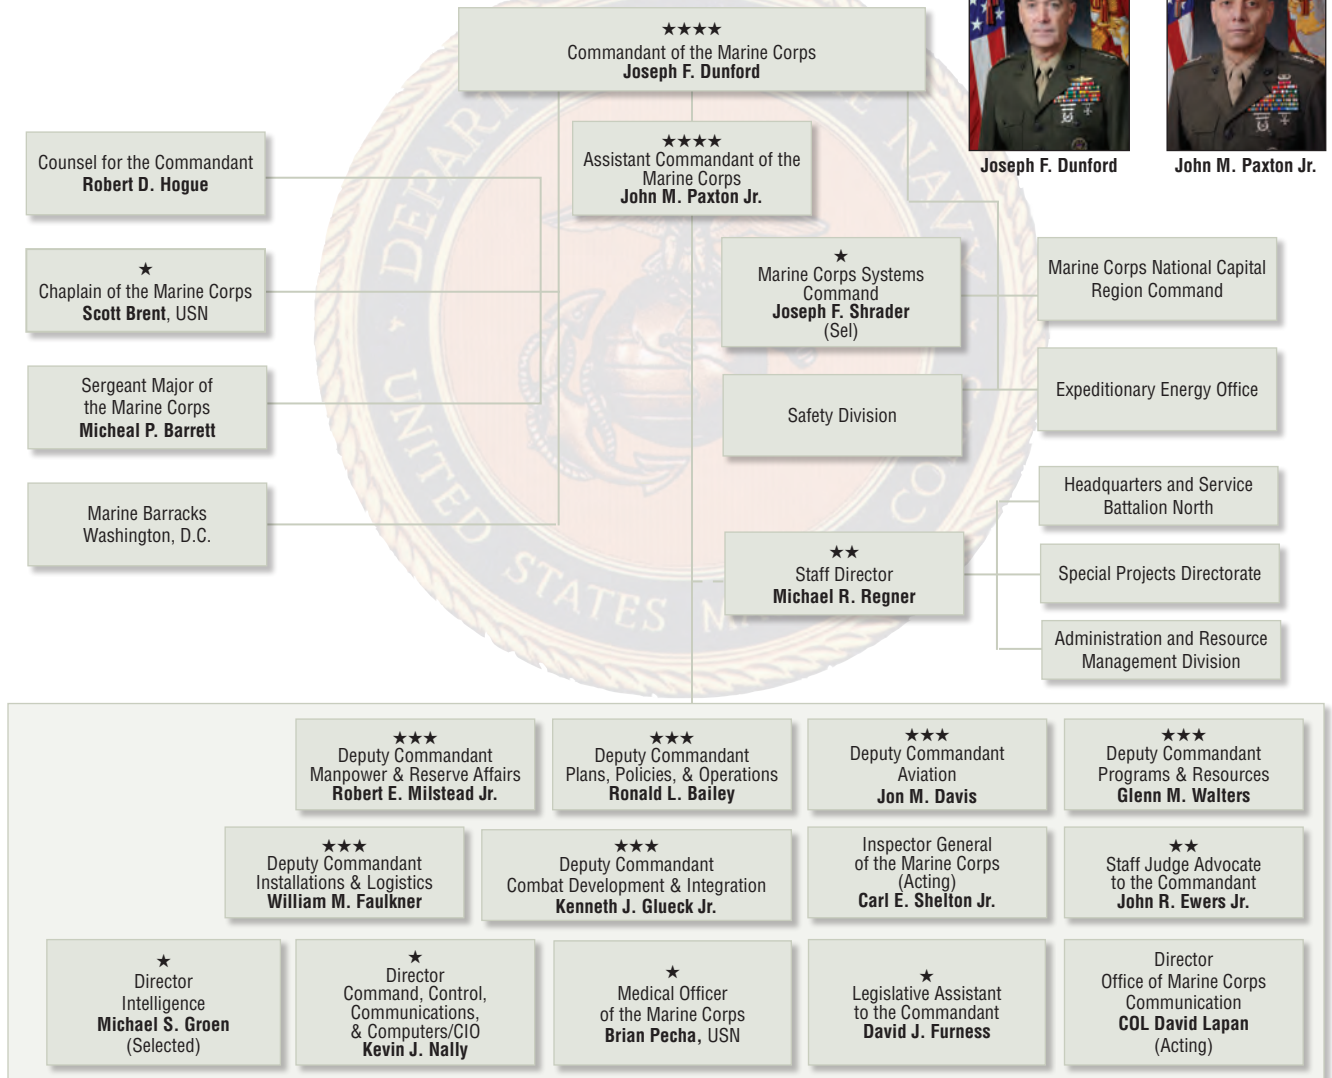 ★★★★
Commandant of the Marine Corps
Joseph F. Dunford
Joseph F. Dunford
John M. Paxton Jr.
★★★★
Assistant Commandant of the
Marine Corps
John M. Paxton Jr.
Counsel for the Commandant
Robert D. Hogue
★
Chaplain of the Marine Corps
Scott Brent, USN
Sergeant Major of
the Marine Corps
Micheal P. Barrett
Marine Barracks
Washington, D.C.
★
Marine Corps Systems
Command
Joseph F. Shrader
(Sel)
Marine Corps National Capital
Region Command
Safety Division
Expeditionary Energy Office
★★
Staff Director
Michael R. Regner
Headquarters and Service
Battalion North
Special Projects Directorate
Administration and Resource
Management Division
★★★
Deputy Commandant
Manpower & Reserve Affairs
Robert E. Milstead Jr.
★★★
Deputy Commandant
Plans, Policies, & Operations
Ronald L. Bailey
★★★
Deputy Commandant
Aviation
Jon M. Davis
★★★
Deputy Commandant
Programs & Resources
Glenn M. Walters
★★★
Deputy Commandant
Installations & Logistics
William M. Faulkner
★★★
Deputy Commandant
Combat Development & Integration
Kenneth J. Glueck Jr.
Inspector General
of the Marine Corps
(Acting)
Carl E. Shelton Jr.
★★
Staff Judge Advocate
to the Commandant
John R. Ewers Jr.
★
Director
Intelligence
Michael S. Groen
(Selected)
★
Director
Command, Control,
Communications,
& Computers/CIO
Kevin J. Nally
★
Medical Officer
of the Marine Corps
Brian Pecha, USN
★
Legislative Assistant
to the Commandant
David J. Furness
Director
Office of Marine Corps
Communication
COL David Lapan
(Acting)
NAVY
UNITED STATES